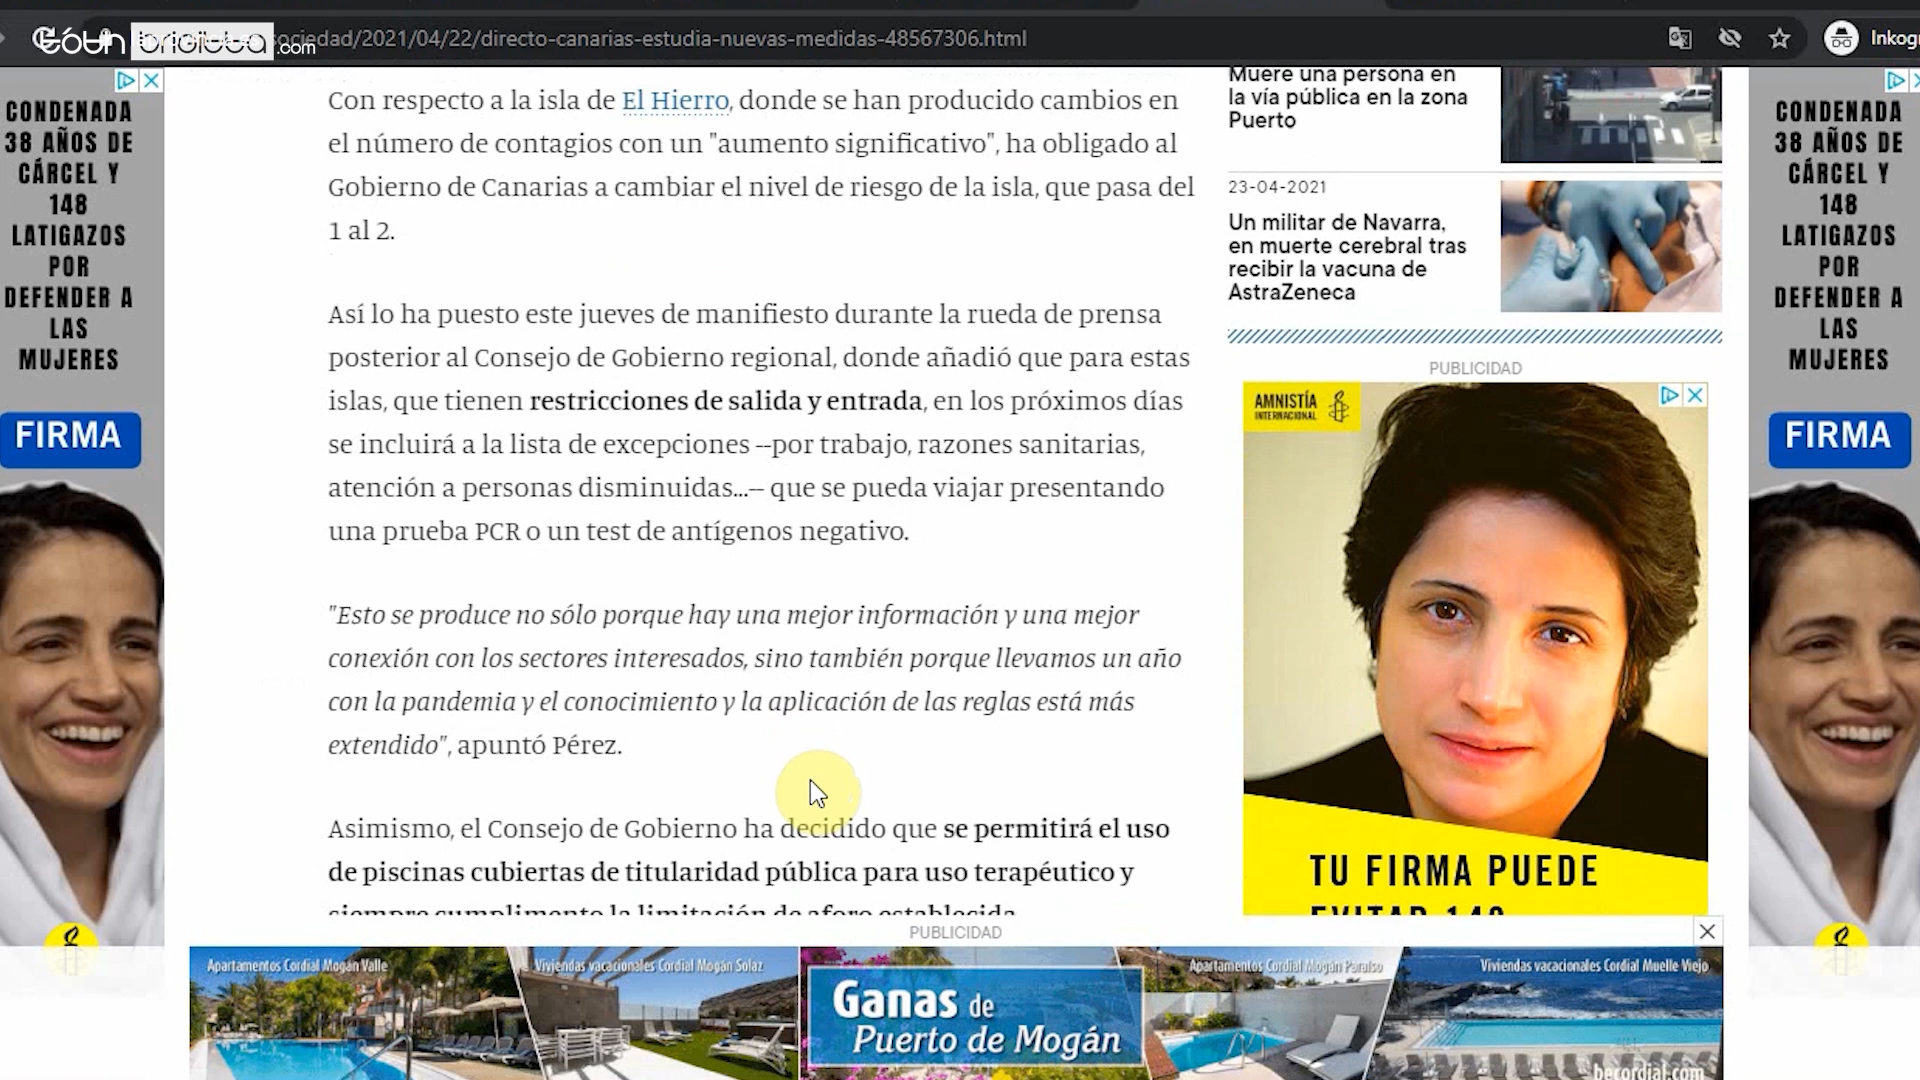 sociedad/2021/04/22/directo-canarias-estudia-nuevas-medidas-48567306.html
.com
Inkog
CONDENADA
38 AÑOS DE
CÁRCEL Y
148
LATIGAZOS
POR
DEFENDER A
LAS
MUJERES
FIRMA
Con respecto a la isla de El Hierro, donde se han producido cambios en
el número de contagios con un "aumento significativo", ha obligado al
Gobierno de Canarias a cambiar el nivel de riesgo de la isla, que pasa del
1 al 2.
Así lo ha puesto este jueves de manifiesto durante la rueda de prensa
posterior al Consejo de Gobierno regional, donde añadió que para estas
islas, que tienen restricciones de salida y entrada, en los próximos días
se incluirá a la lista de excepciones --por trabajo, razones sanitarias,
atención a personas disminuidas...-- que se pueda viajar presentando
una prueba PCR o un test de antígenos negativo.
"Esto se produce no sólo porque hay una mejor información y una mejor
conexión con los sectores interesados, sino también porque llevamos un año
con la pandemia y el conocimiento y la aplicación de las reglas está más
extendido", apuntó Pérez.
Asimismo, el Consejo de Gobierno ha decidido que se permitirá el uso
de piscinas cubiertas de titularidad pública para uso terapéutico y
siempre cumplimento la limitación de aforo establecida
Muere una persona en
la vía pública en la zona
Puerto
23-04-2021
Un militar de Navarra,
en muerte cerebral tras
recibir la vacuna de
AstraZeneca
PUBLICIDAD
AMNISTÍA
INTERNACIONAL
TU FIRMA PUEDE
EVITAR 148
CONDENADA
38 AÑOS DE
CÁRCEL Y
148
LATIGAZOS
POR
DEFENDER A
LAS
MUJERES
FIRMA
PUBLICIDAD
Apartamentos Cordial Mogán Valle
Viviendas vacacionales Cordial Mogán Solaz
Ganas de
Puerto de Mogán
Apartamentos Cordial Mogán Paraíso
Viviendas vacacionales Cordial Muelle Viejo
becordial.com